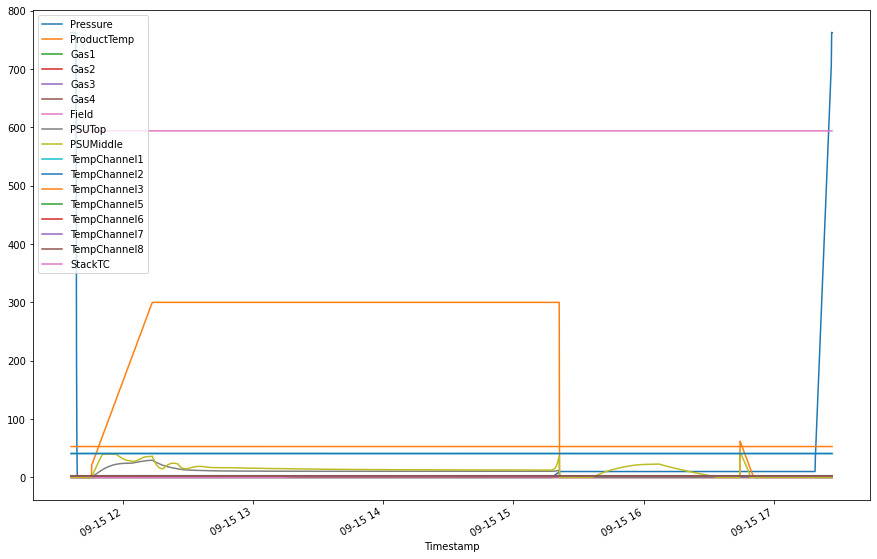 800
700
600
500
400
300
200
100
0
Pressure
ProductTemp
Gas1
Gas2
Gas3
Gas4
Field
PSUTop
PSUMiddle
TempChannel1
TempChannel2
TempChannel3
TempChannel5
TempChannel6
TempChannel7
TempChannel8
StackTC
09-15 12
09-15 13
09-15 14
09-15 15
09-15 16
09-15 17
Timestamp